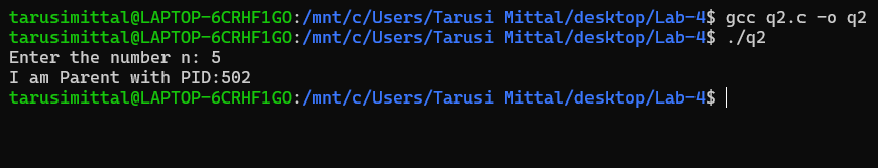 tarusimittal@LAPTOP-6CRHF1GO:/mnt/c/Users/Tarusi Mittal/desktop/Lab-4$ gcc q2.c -o q2
tarusimittal@LAPTOP-6CRHF1GO:/mnt/c/Users/Tarusi Mittal/desktop/Lab-4$ ./q2
Enter the number n: 5
I am Parent with PID:502
tarusimittal@LAPTOP-6CRHF1GO:/mnt/c/Users/Tarusi Mittal/desktop/Lab-4$